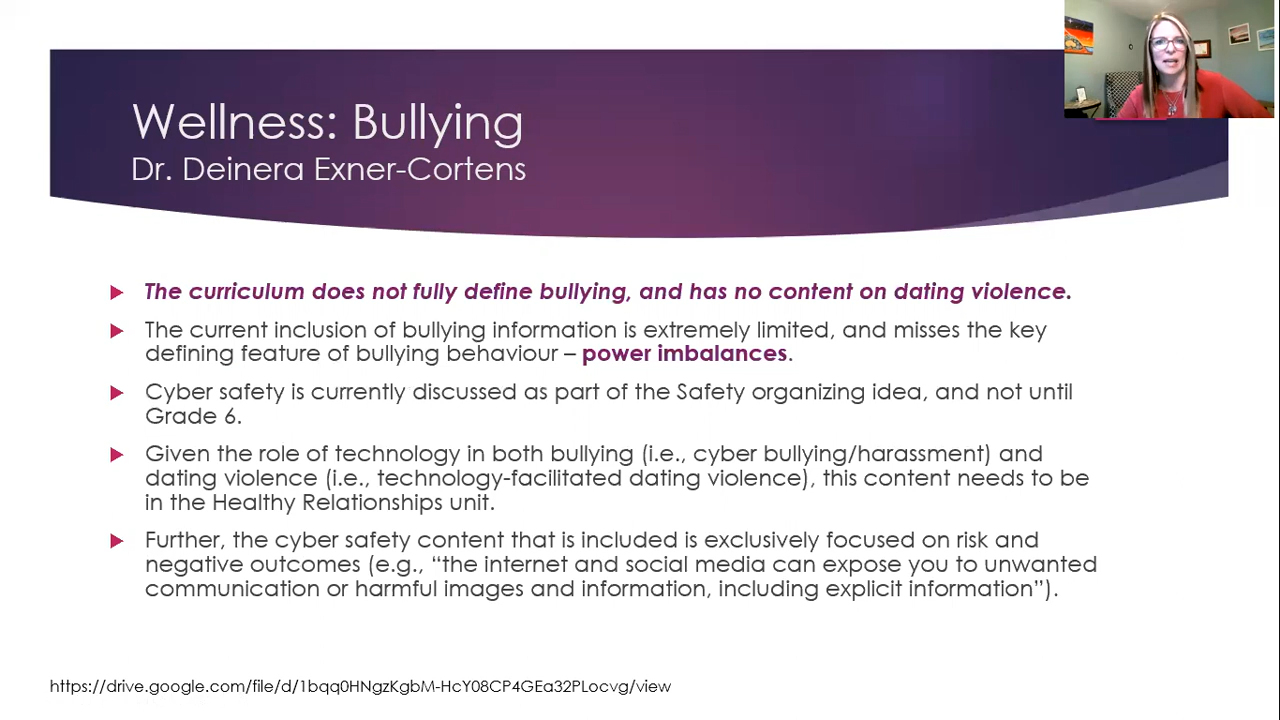 Wellness: Bullying
Dr. Deinera Exner-Cortens
The curriculum does not fully define bullying, and has no content on dating violence.
The current inclusion of bullying information is extremely limited, and misses the key
defining feature of bullying behaviour – power imbalances.
Cyber safety is currently discussed as part of the Safety organizing idea, and not until
Grade 6.
Given the role of technology in both bullying (i.e., cyber bullying/harassment) and
dating violence (i.e., technology-facilitated dating violence), this content needs to be
in the Healthy Relationships unit.
Further, the cyber safety content that is included is exclusively focused on risk and
negative outcomes (e.g., “the internet and social media can expose you to unwanted
communication or harmful images and information, including explicit information”).
https://drive.google.com/file/d/1bqq0HNgzKgbM-HcY08CP4GEa32PLocvg/view